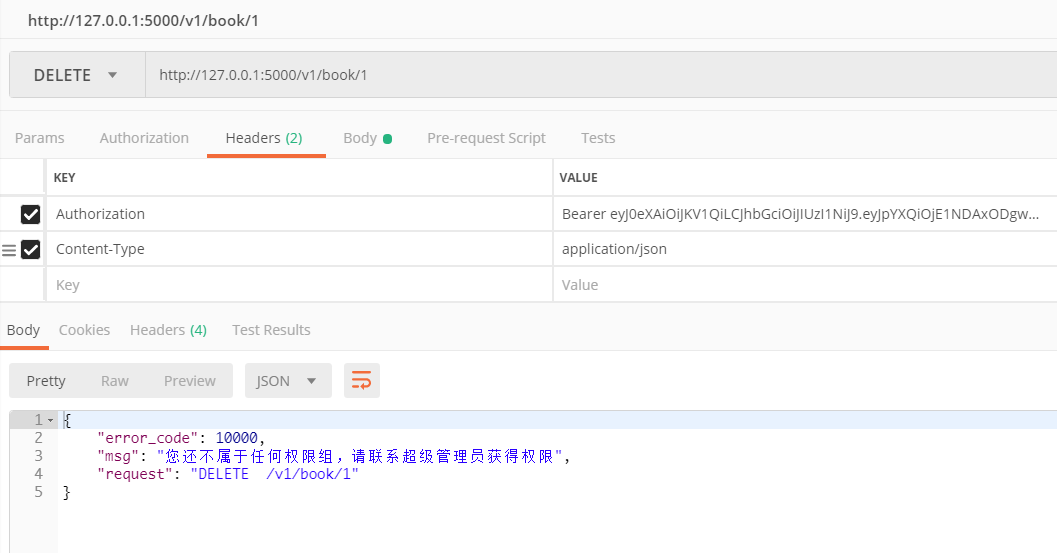 http://127.0.0.1:5000/v1/book/1
DELETE http://127.0.0.1:5000/v1/book/1
Params Authorization Headers (2) Body Pre-request Script Tests
KEY VALUE
Authorization Bearer eyJ0eXAiOiJKV1QiLCJhbGciOiJIUzI1NiJ9.eyJpYXQiOjE1NDAxODgw...
Content-Type application/json
Key Value
Body Cookies Headers (4) Test Results
Pretty Raw Preview JSON
1 {
2 "error_code": 10000,
3 "msg": "您还不属于任何权限组，请联系超级管理员获得权限",
4 "request": "DELETE  /v1/book/1"
5 }